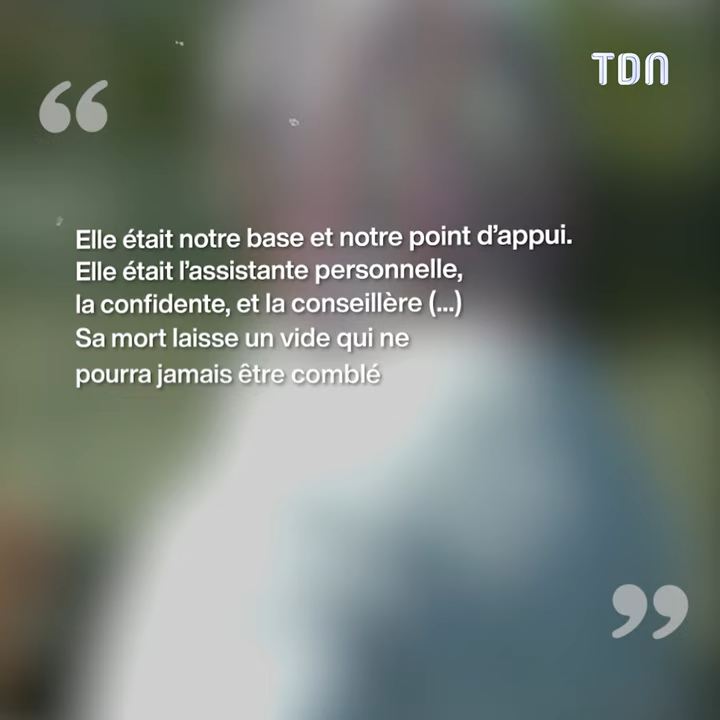 TDN
“
Elle était notre base et notre point d’appui.
Elle était l’assistante personnelle,
la confidente, et la conseillère (...)
Sa mort laisse un vide qui ne
pourra jamais être comblé
”